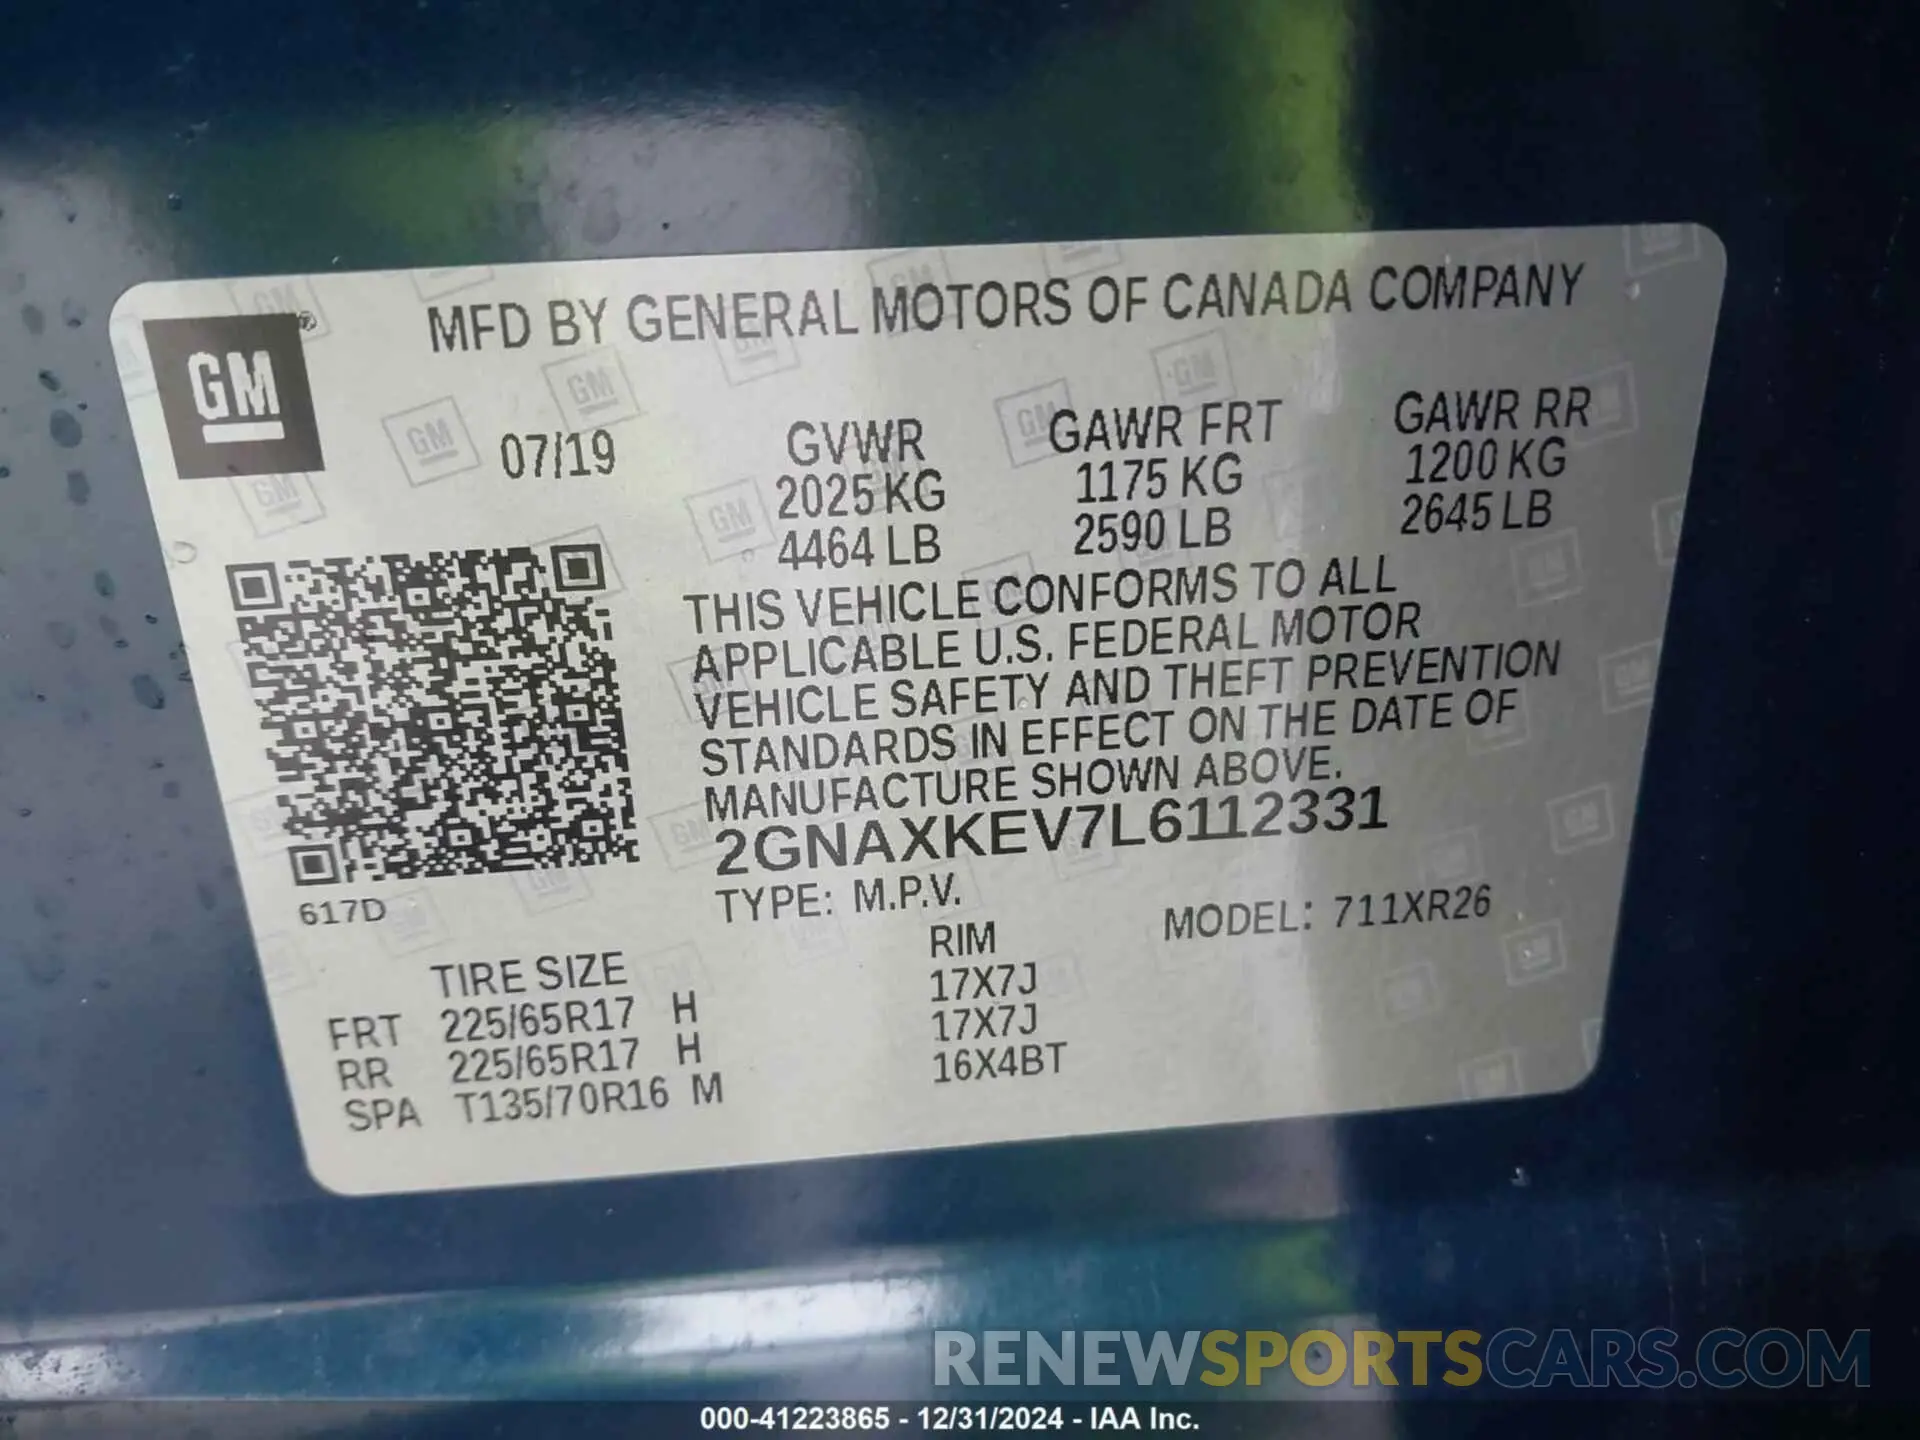 MFD BY GENERAL MOTORS OF CANADA COMPANY
GM
07/19
GVWR GAWR FRT GAWR RR
2025 KG 1175 KG 1200 KG
4464 LB 2590 LB 2645 LB
THIS VEHICLE CONFORMS TO ALL
APPLICABLE U.S. FEDERAL MOTOR
VEHICLE SAFETY AND THEFT PREVENTION
STANDARDS IN EFFECT ON THE DATE OF
MANUFACTURE SHOWN ABOVE.
2GNAXKEV7L6112331
617D
TYPE: M.P.V. MODEL: 711XR26
TIRE SIZE RIM
FRT 225/65R17 H 17X7J
RR 225/65R17 H 17X7J
SPA T135/70R16 M 16X4BT
RENEWSPORTSCARS.COM
000-41223865 - 12/31/2024 - IAA Inc.